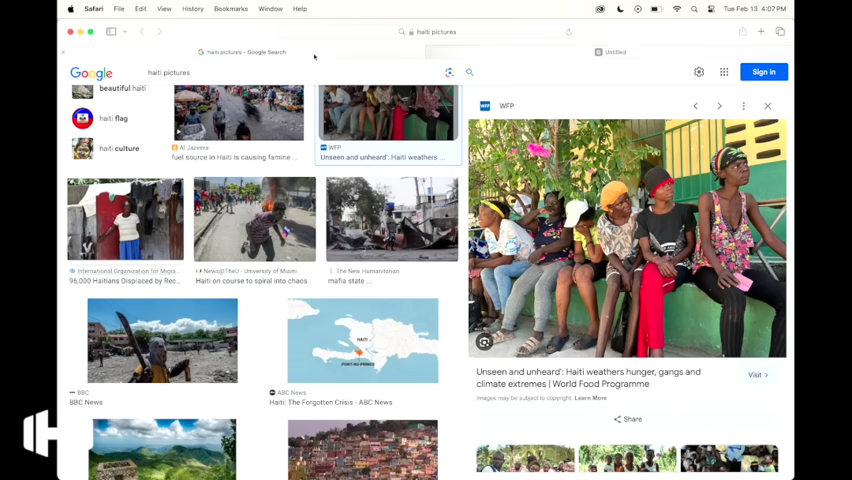 Safari File Edit View History Bookmarks Window Help Tue Feb 13 4:07 PM
haiti pictures
haiti pictures - Google Search Untitled
Google haiti pictures Sign in
beautiful haiti
haiti flag
haiti culture
Al Jazeera
fuel source in Haiti is causing famine ...
WFP
Unseen and unheard': Haiti weathers ...
International Organization for Migra...
96,000 Haitians Displaced by Rec...
News@TheU - University of Miami
Haiti on course to spiral into chaos
The New Humanitarian
mafia state ...
HAITI
PORT-AU-PRINCE
BBC
BBC News
ABC News
Haiti: The Forgotten Crisis - ABC News
WFP
Unseen and unheard': Haiti weathers hunger, gangs and
climate extremes | World Food Programme
Visit
Images may be subject to copyright. Learn More
Share